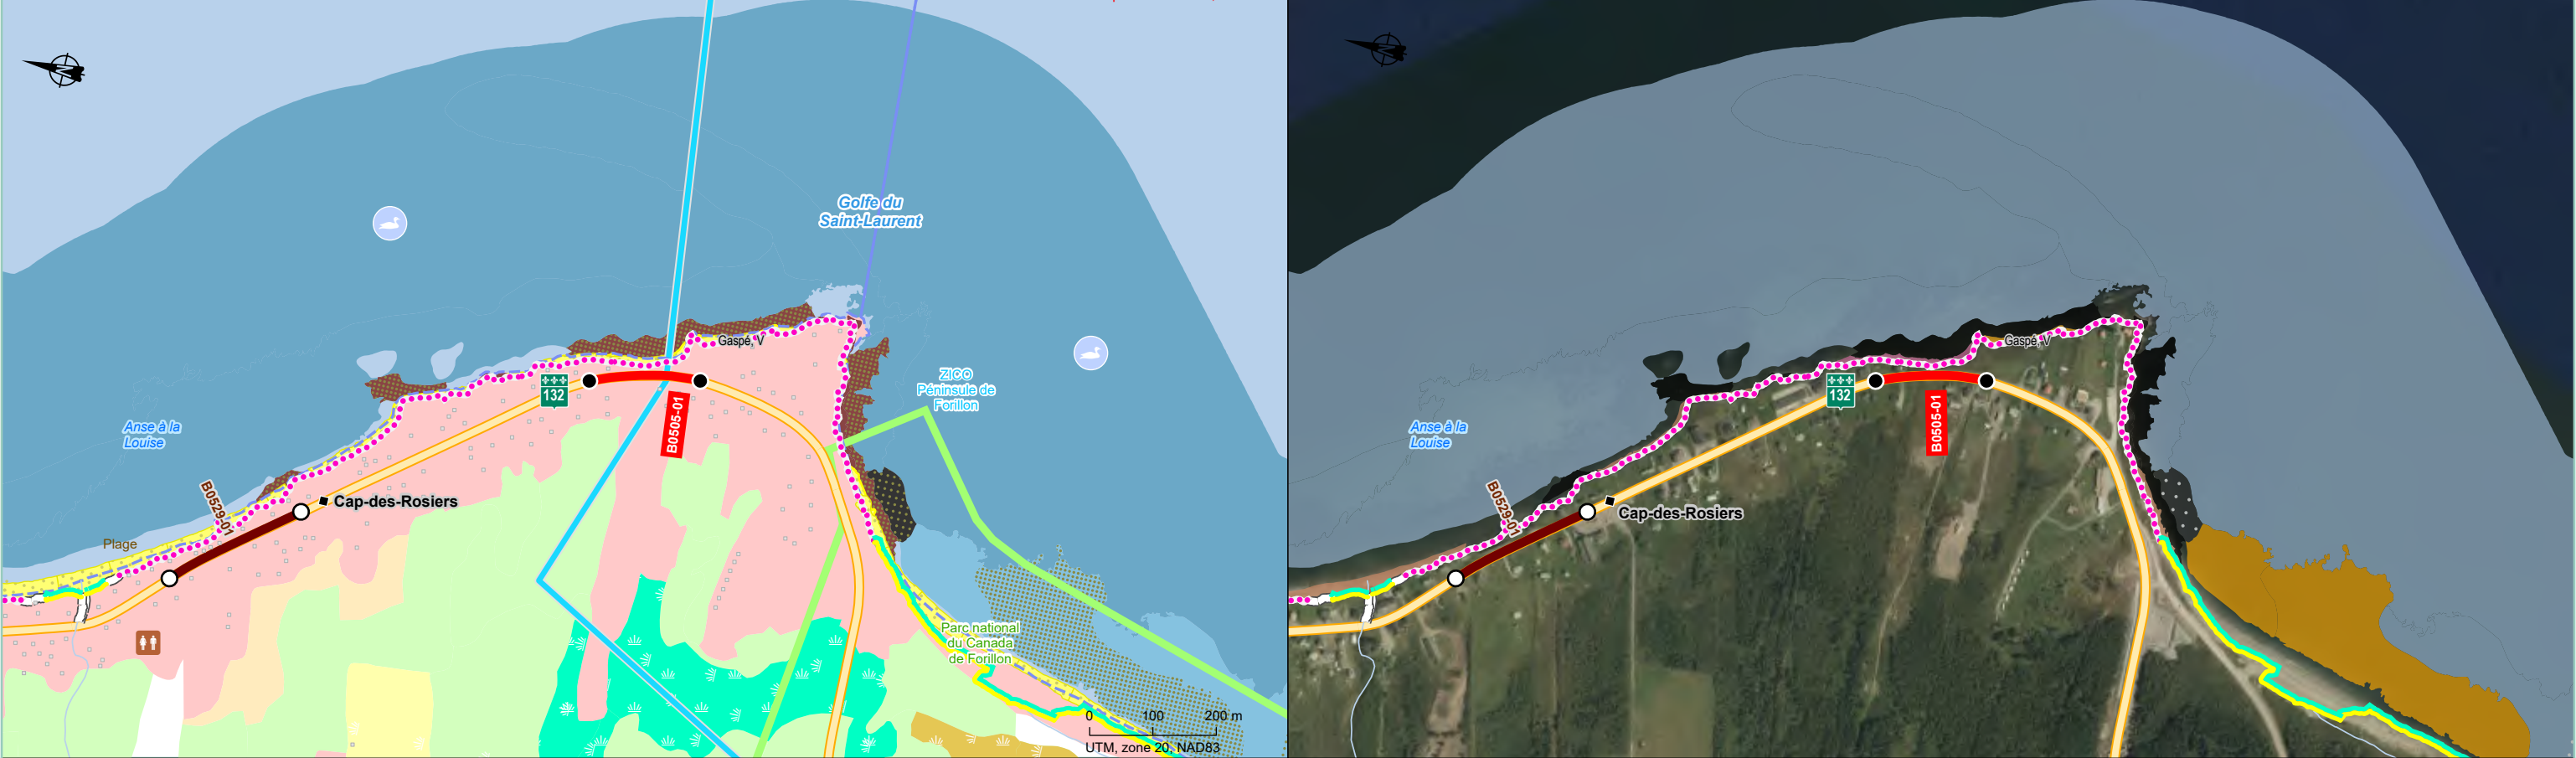 Golfe du
Saint-Laurent
Gaspé, V
ZICO
Péninsule de
Forillon
132
B0505-01
Anse à la
Louise
B0529-01
Cap-des-Rosiers
Plage
Parc national
du Canada
de Forillon
0 100 200 m
UTM, zone 20, NAD83
Gaspé, V
132
B0505-01
Anse à la
Louise
B0529-01
Cap-des-Rosiers